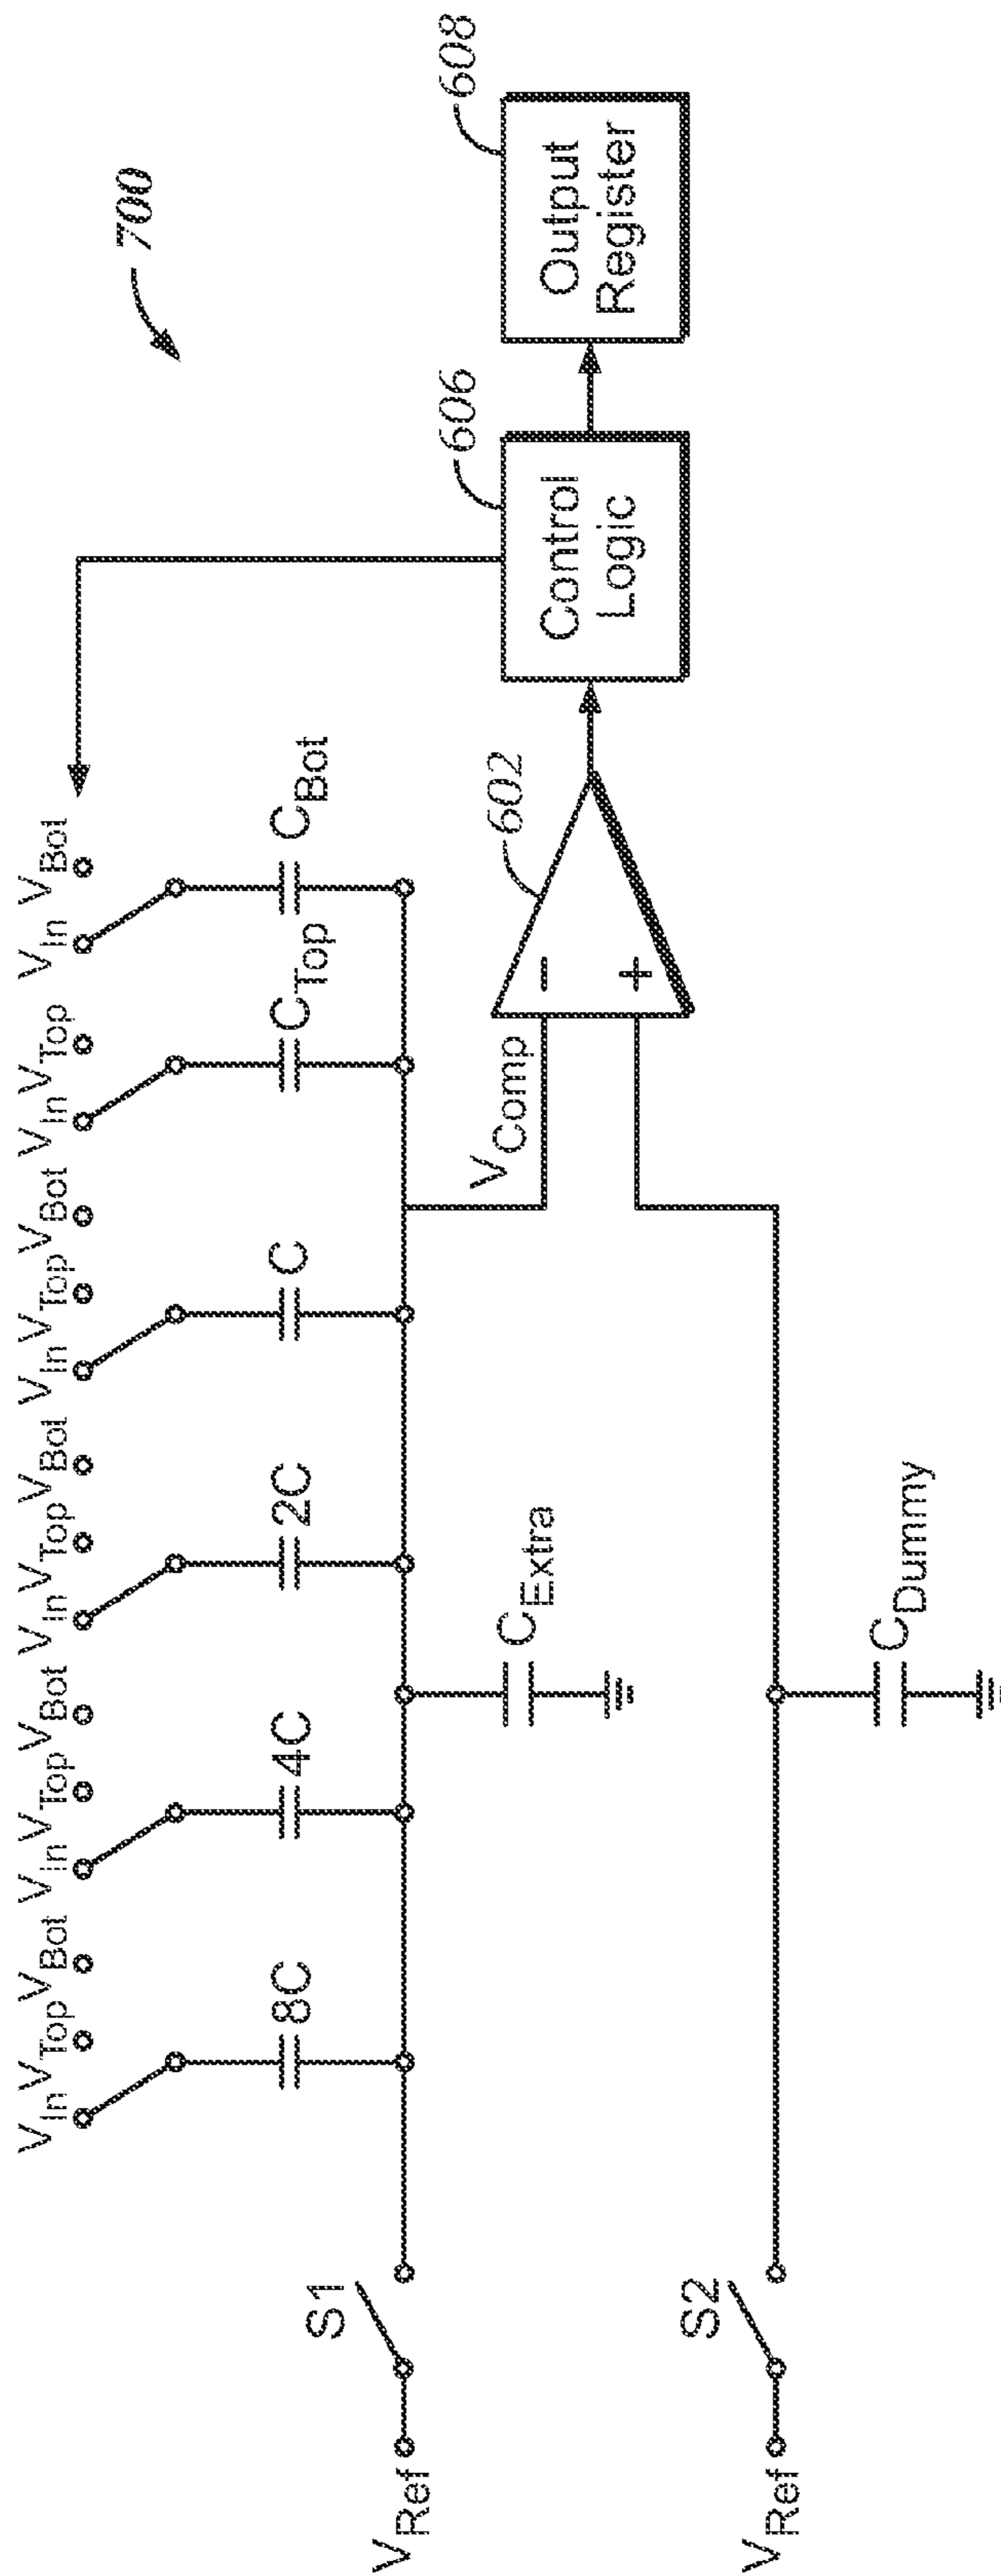 700
V_In V_Top V_Bot V_In V_Top V_Bot V_In V_Top V_Bot V_In V_Top V_Bot V_In V_Top V_In V_Bot
8C 4C 2C C C_Top C_Bot
V_Ref S1
C_Extra
V_Comp
−
+
602
606
Control
Logic
608
Output
Register
V_Ref S2
C_Dummy